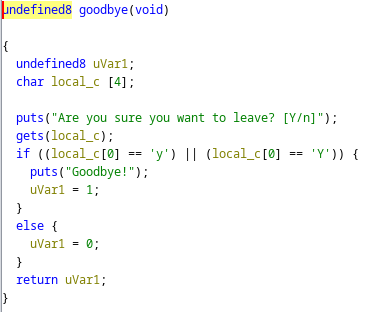 undefined8 goodbye(void)
{
undefined8 uVar1;
char local_c [4];
puts("Are you sure you want to leave? [Y/n]");
gets(local_c);
if ((local_c[0] == 'y') || (local_c[0] == 'Y')) {
puts("Goodbye!");
uVar1 = 1;
}
else {
uVar1 = 0;
}
return uVar1;
}